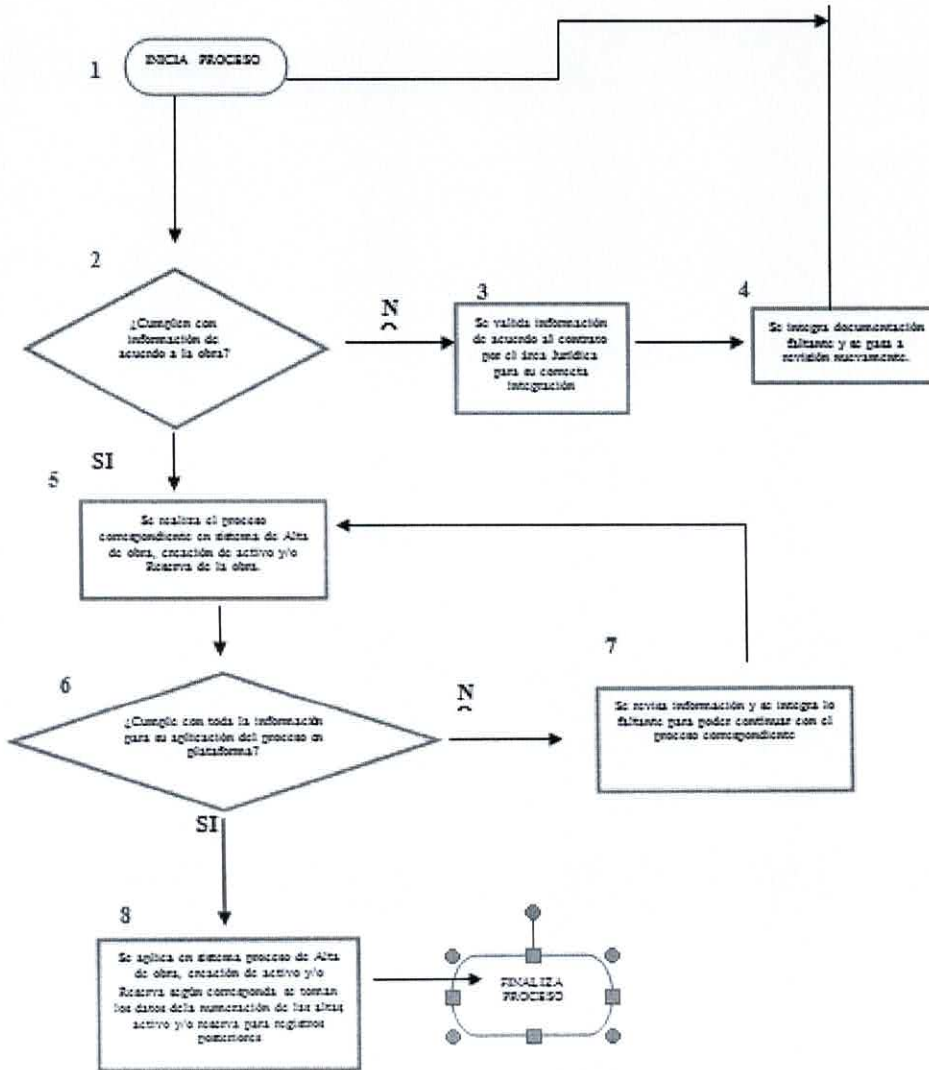 1
INICIA PROCESO
2
¿Cumplen con
información de
acuerdo a la obra?
N
3
Se valida información
de acuerdo al contrato
por el área Jurídica
para su correcta
integración
4
Se integra documentación
faltante y se pasa a
revisión nuevamente.
SI
5
Se realiza el proceso
correspondiente en sistema de Alta
de obra, creación de activo y/o
Reserva de la obra.
6
¿Cumple con toda la información
para su aplicación del proceso en
plataforma?
N
7
Se revisa información y se integra lo
faltante para poder continuar con el
proceso correspondiente
SI
8
Se aplica en sistema proceso de Alta
de obra, creación de activo y/o
Reserva según corresponda se toman
los datos dela numeración de las altas
activo y/o reserva para registros
posteriores
FINALIZA
PROCESO